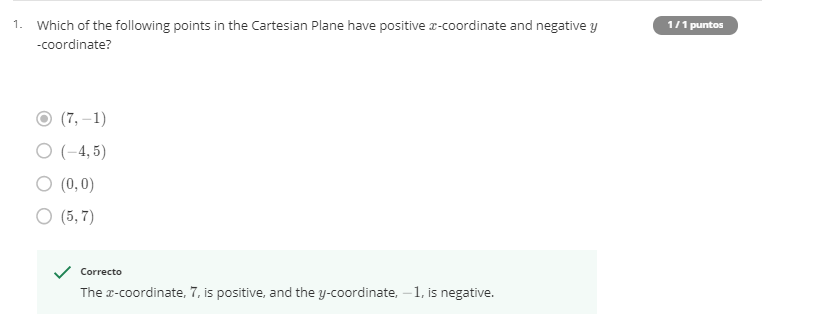 1. Which of the following points in the Cartesian Plane have positive x-coordinate and negative y
1 / 1 puntos
-coordinate?
(7, −1)
(−4, 5)
(0, 0)
(5, 7)
Correcto
The x-coordinate, 7, is positive, and the y-coordinate, −1, is negative.